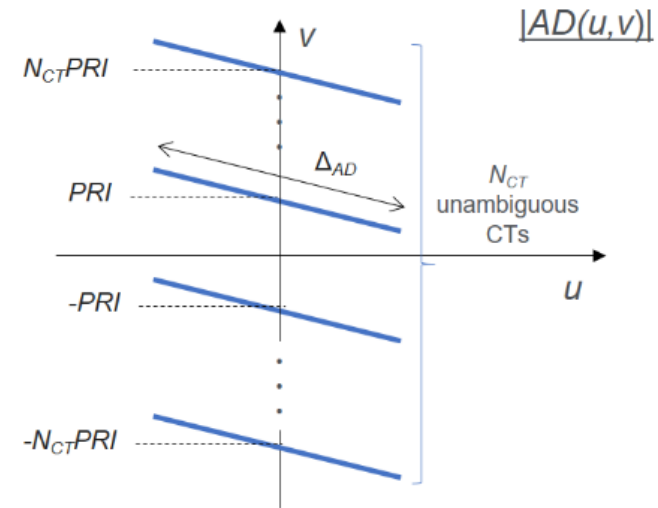 |AD(u,v)|
v
N_CT PRI
Δ_AD
PRI
N_CT
unambiguous
CTs
u
-PRI
-N_CT PRI